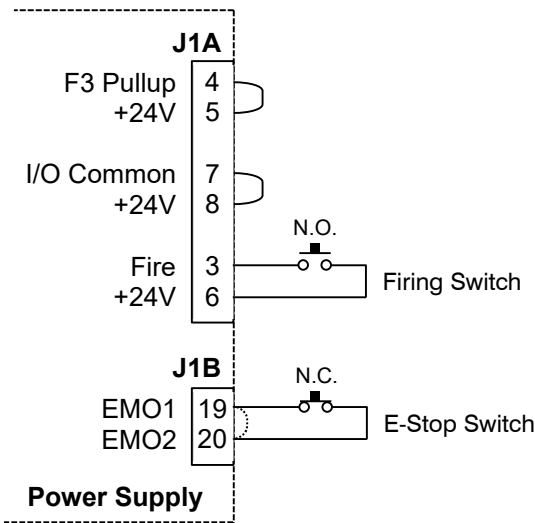 J1A
F3 Pullup 4
+24V 5
I/O Common 7
+24V 8
N.O.
Fire 3
Firing Switch
+24V 6
J1B
N.C.
EMO1 19
E-Stop Switch
EMO2 20
Power Supply